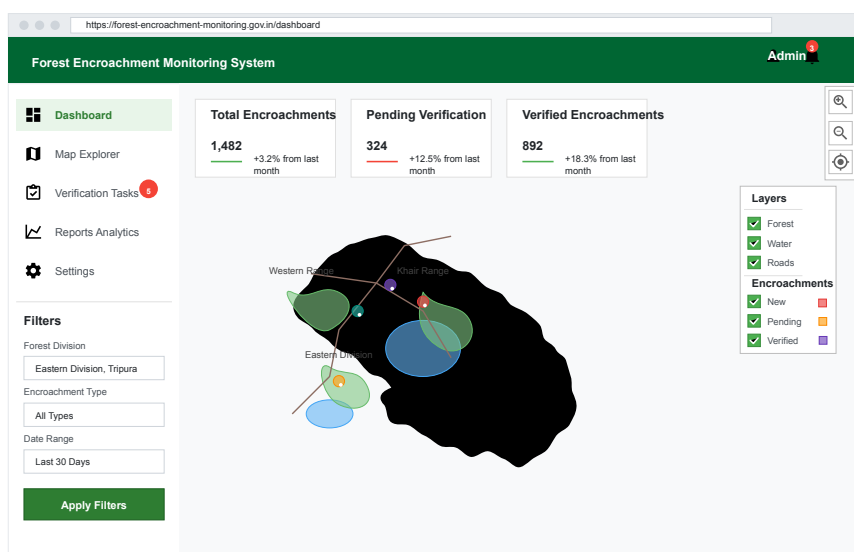 https://forest-encroachment-monitoring.gov.in/dashboard
Forest Encroachment Monitoring System
Admin
3
Dashboard
Map Explorer
Verification Tasks
5
Reports Analytics
Settings
Filters
Forest Division
Eastern Division, Tripura
Encroachment Type
All Types
Date Range
Last 30 Days
Apply Filters
Total Encroachments
1,482
+3.2% from last
month
Pending Verification
324
+12.5% from last
month
Verified Encroachments
892
+18.3% from last
month
Western Range
Khair Range
Eastern Division
Layers
Forest
Water
Roads
Encroachments
New
Pending
Verified